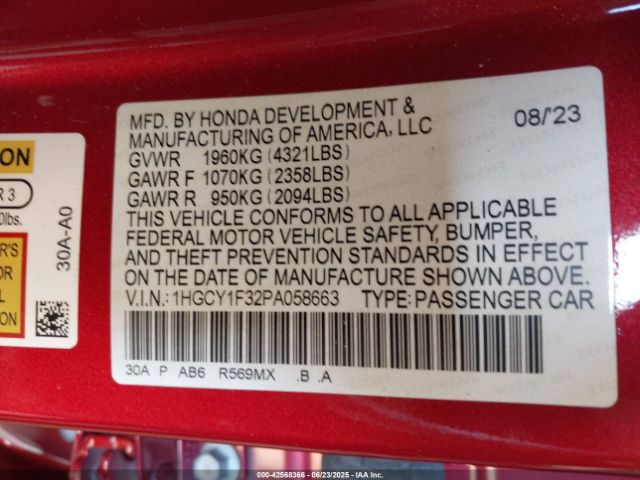 MFD. BY HONDA DEVELOPMENT &
MANUFACTURING OF AMERICA, LLC
08/'23
GVWR 1960KG (4321LBS)
GAWR F 1070KG (2358LBS)
GAWR R 950KG (2094LBS)
THIS VEHICLE CONFORMS TO ALL APPLICABLE
FEDERAL MOTOR VEHICLE SAFETY, BUMPER,
AND THEFT PREVENTION STANDARDS IN EFFECT
ON THE DATE OF MANUFACTURE SHOWN ABOVE.
V.I.N.: 1HGCY1F32PA058663 TYPE: PASSENGER CAR
30A P AB6 R569MX .B .A
30A-A0
000-42568366 - 06/23/2025 - IAAI.com